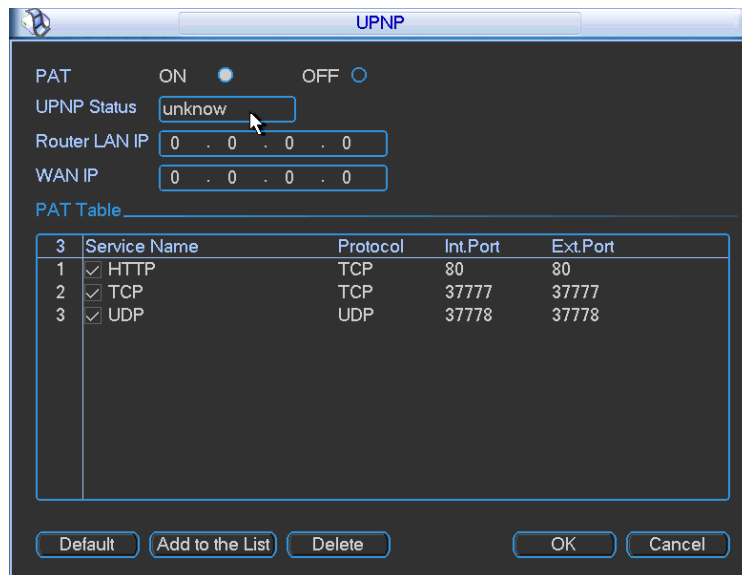 UPNP
PAT ON OFF
UPNP Status unknow
Router LAN IP 0 . 0 . 0 . 0
WAN IP 0 . 0 . 0 . 0
PAT Table
3 Service Name Protocol Int.Port Ext.Port
1 HTTP TCP 80 80
2 TCP TCP 37777 37777
3 UDP UDP 37778 37778
Default Add to the List Delete OK Cancel